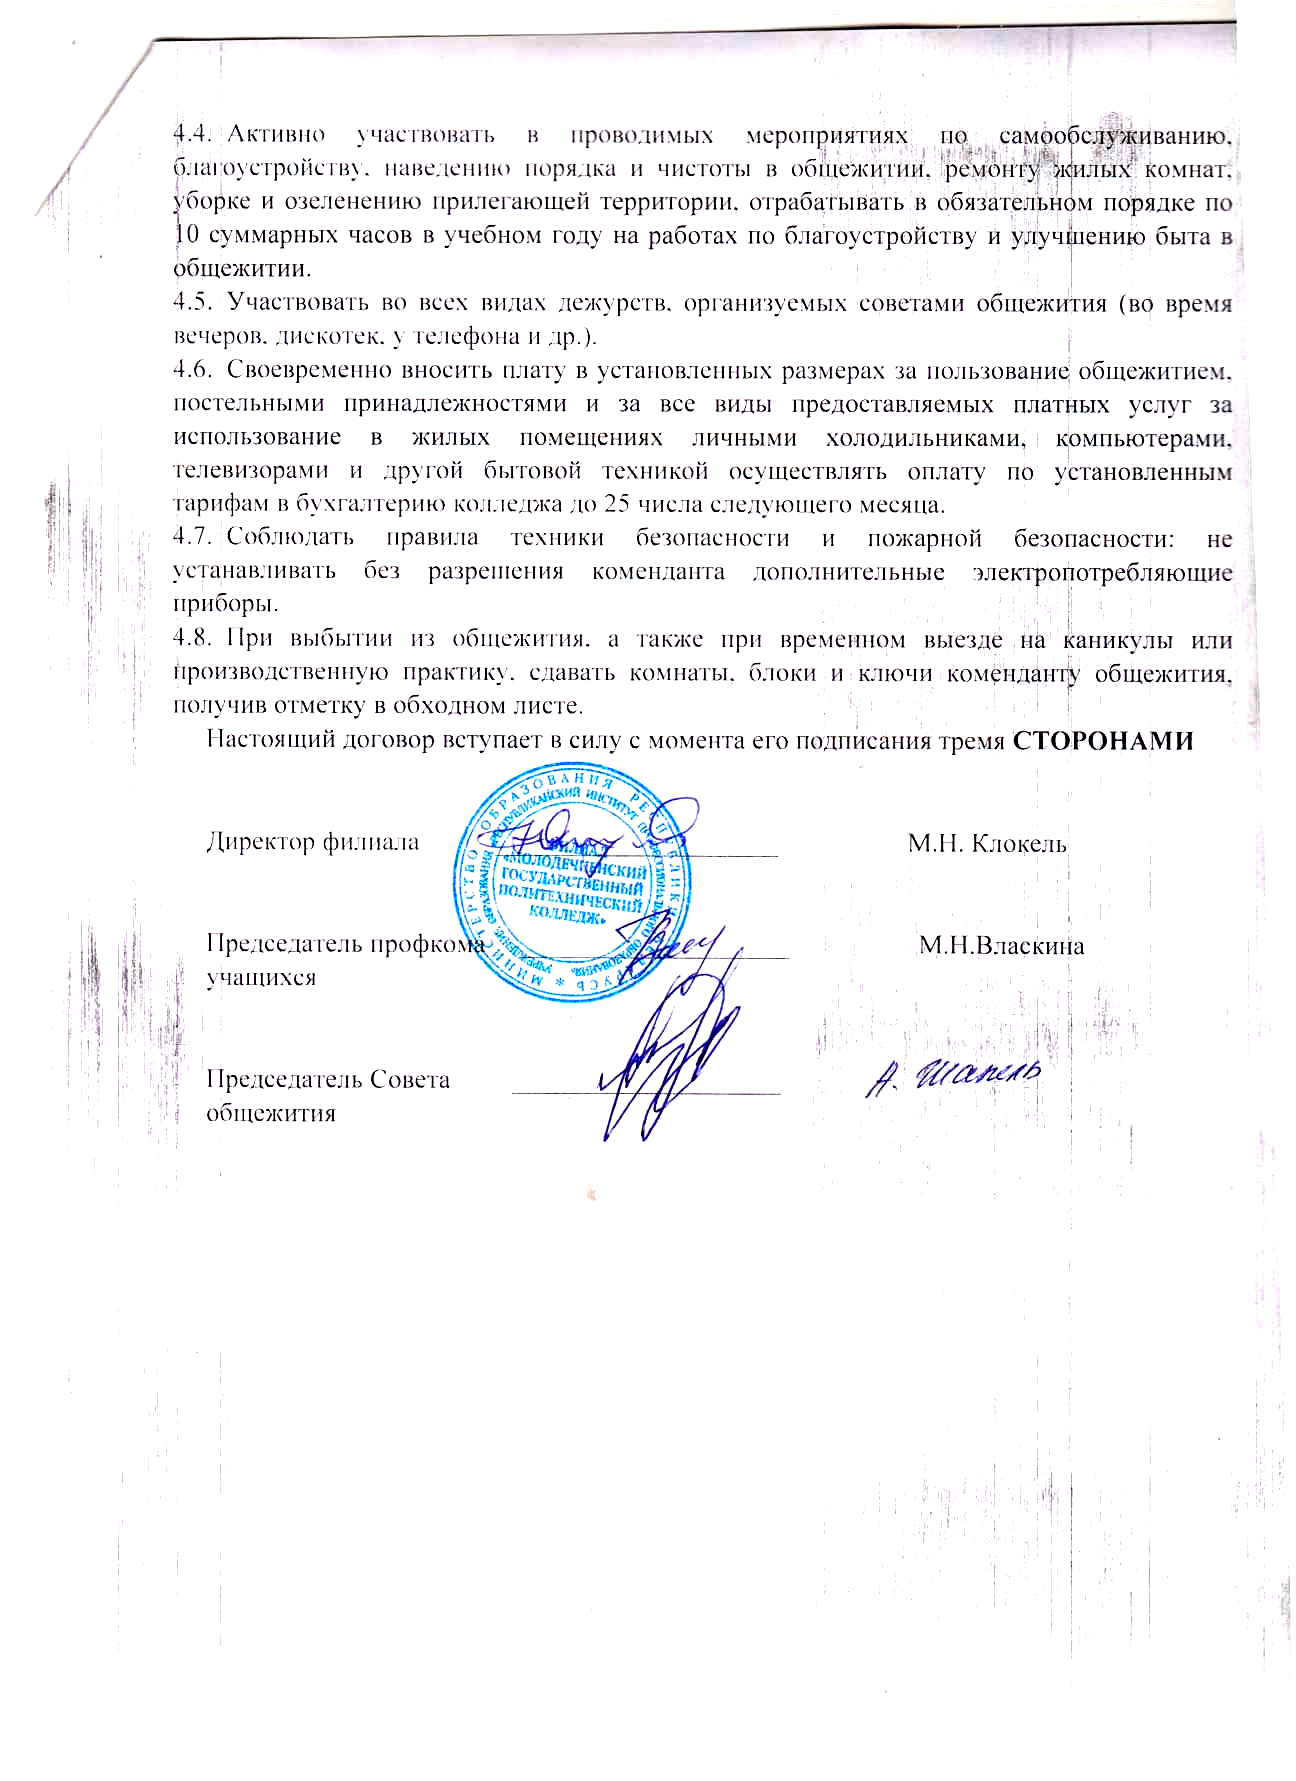 4.4. Активно участвовать в проводимых мероприятиях по самообслуживанию,
благоустройству, наведению порядка и чистоты в общежитии, ремонту жилых комнат,
уборке и озеленению прилегающей территории, отрабатывать в обязательном порядке по
10 суммарных часов в учебном году на работах по благоустройству и улучшению быта в
общежитии.
4.5. Участвовать во всех видах дежурств, организуемых советами общежития (во время
вечеров, дискотек, у телефона и др.).
4.6. Своевременно вносить плату в установленных размерах за пользование общежитием,
постельными принадлежностями и за все виды предоставляемых платных услуг за
использование в жилых помещениях личными холодильниками, компьютерами,
телевизорами и другой бытовой техникой осуществлять оплату по установленным
тарифам в бухгалтерию колледжа до 25 числа следующего месяца.
4.7. Соблюдать правила техники безопасности и пожарной безопасности: не
устанавливать без разрешения коменданта дополнительные электропотребляющие
приборы.
4.8. При выбытии из общежития, а также при временном выезде на каникулы или
производственную практику, сдавать комнаты, блоки и ключи коменданту общежития,
получив отметку в обходном листе.
Настоящий договор вступает в силу с момента его подписания тремя СТОРОНАМИ
Директор филиала М.Н. Клокель
МИНИСТЕРСТВО ОБРАЗОВАНИЯ РЕСПУБЛИКИ БЕЛАРУСЬ
ФИЛИАЛ
«МОЛОДЕЧНЕНСКИЙ
ГОСУДАРСТВЕННЫЙ
ПОЛИТЕХНИЧЕСКИЙ
КОЛЛЕДЖ»
Председатель профкома М.Н.Власкина
учащихся
Председатель Совета А. Шапель
общежития